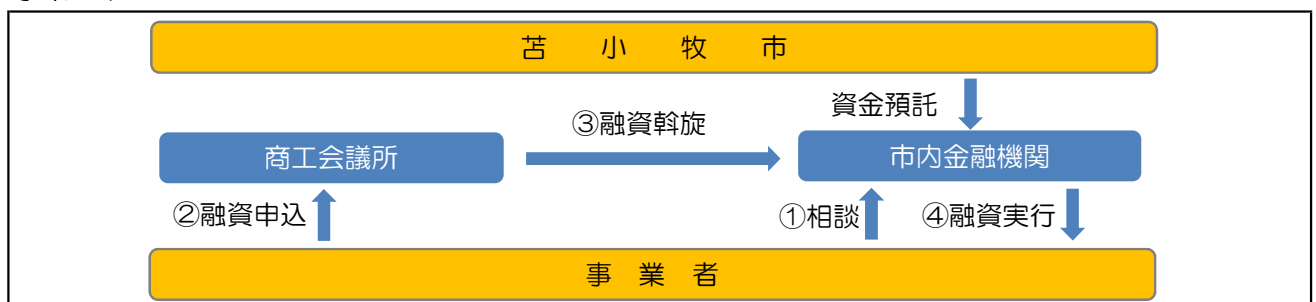 苫小牧市
資金預託
③融資斡旋
商工会議所
市内金融機関
②融資申込
①相談
④融資実行
事業者